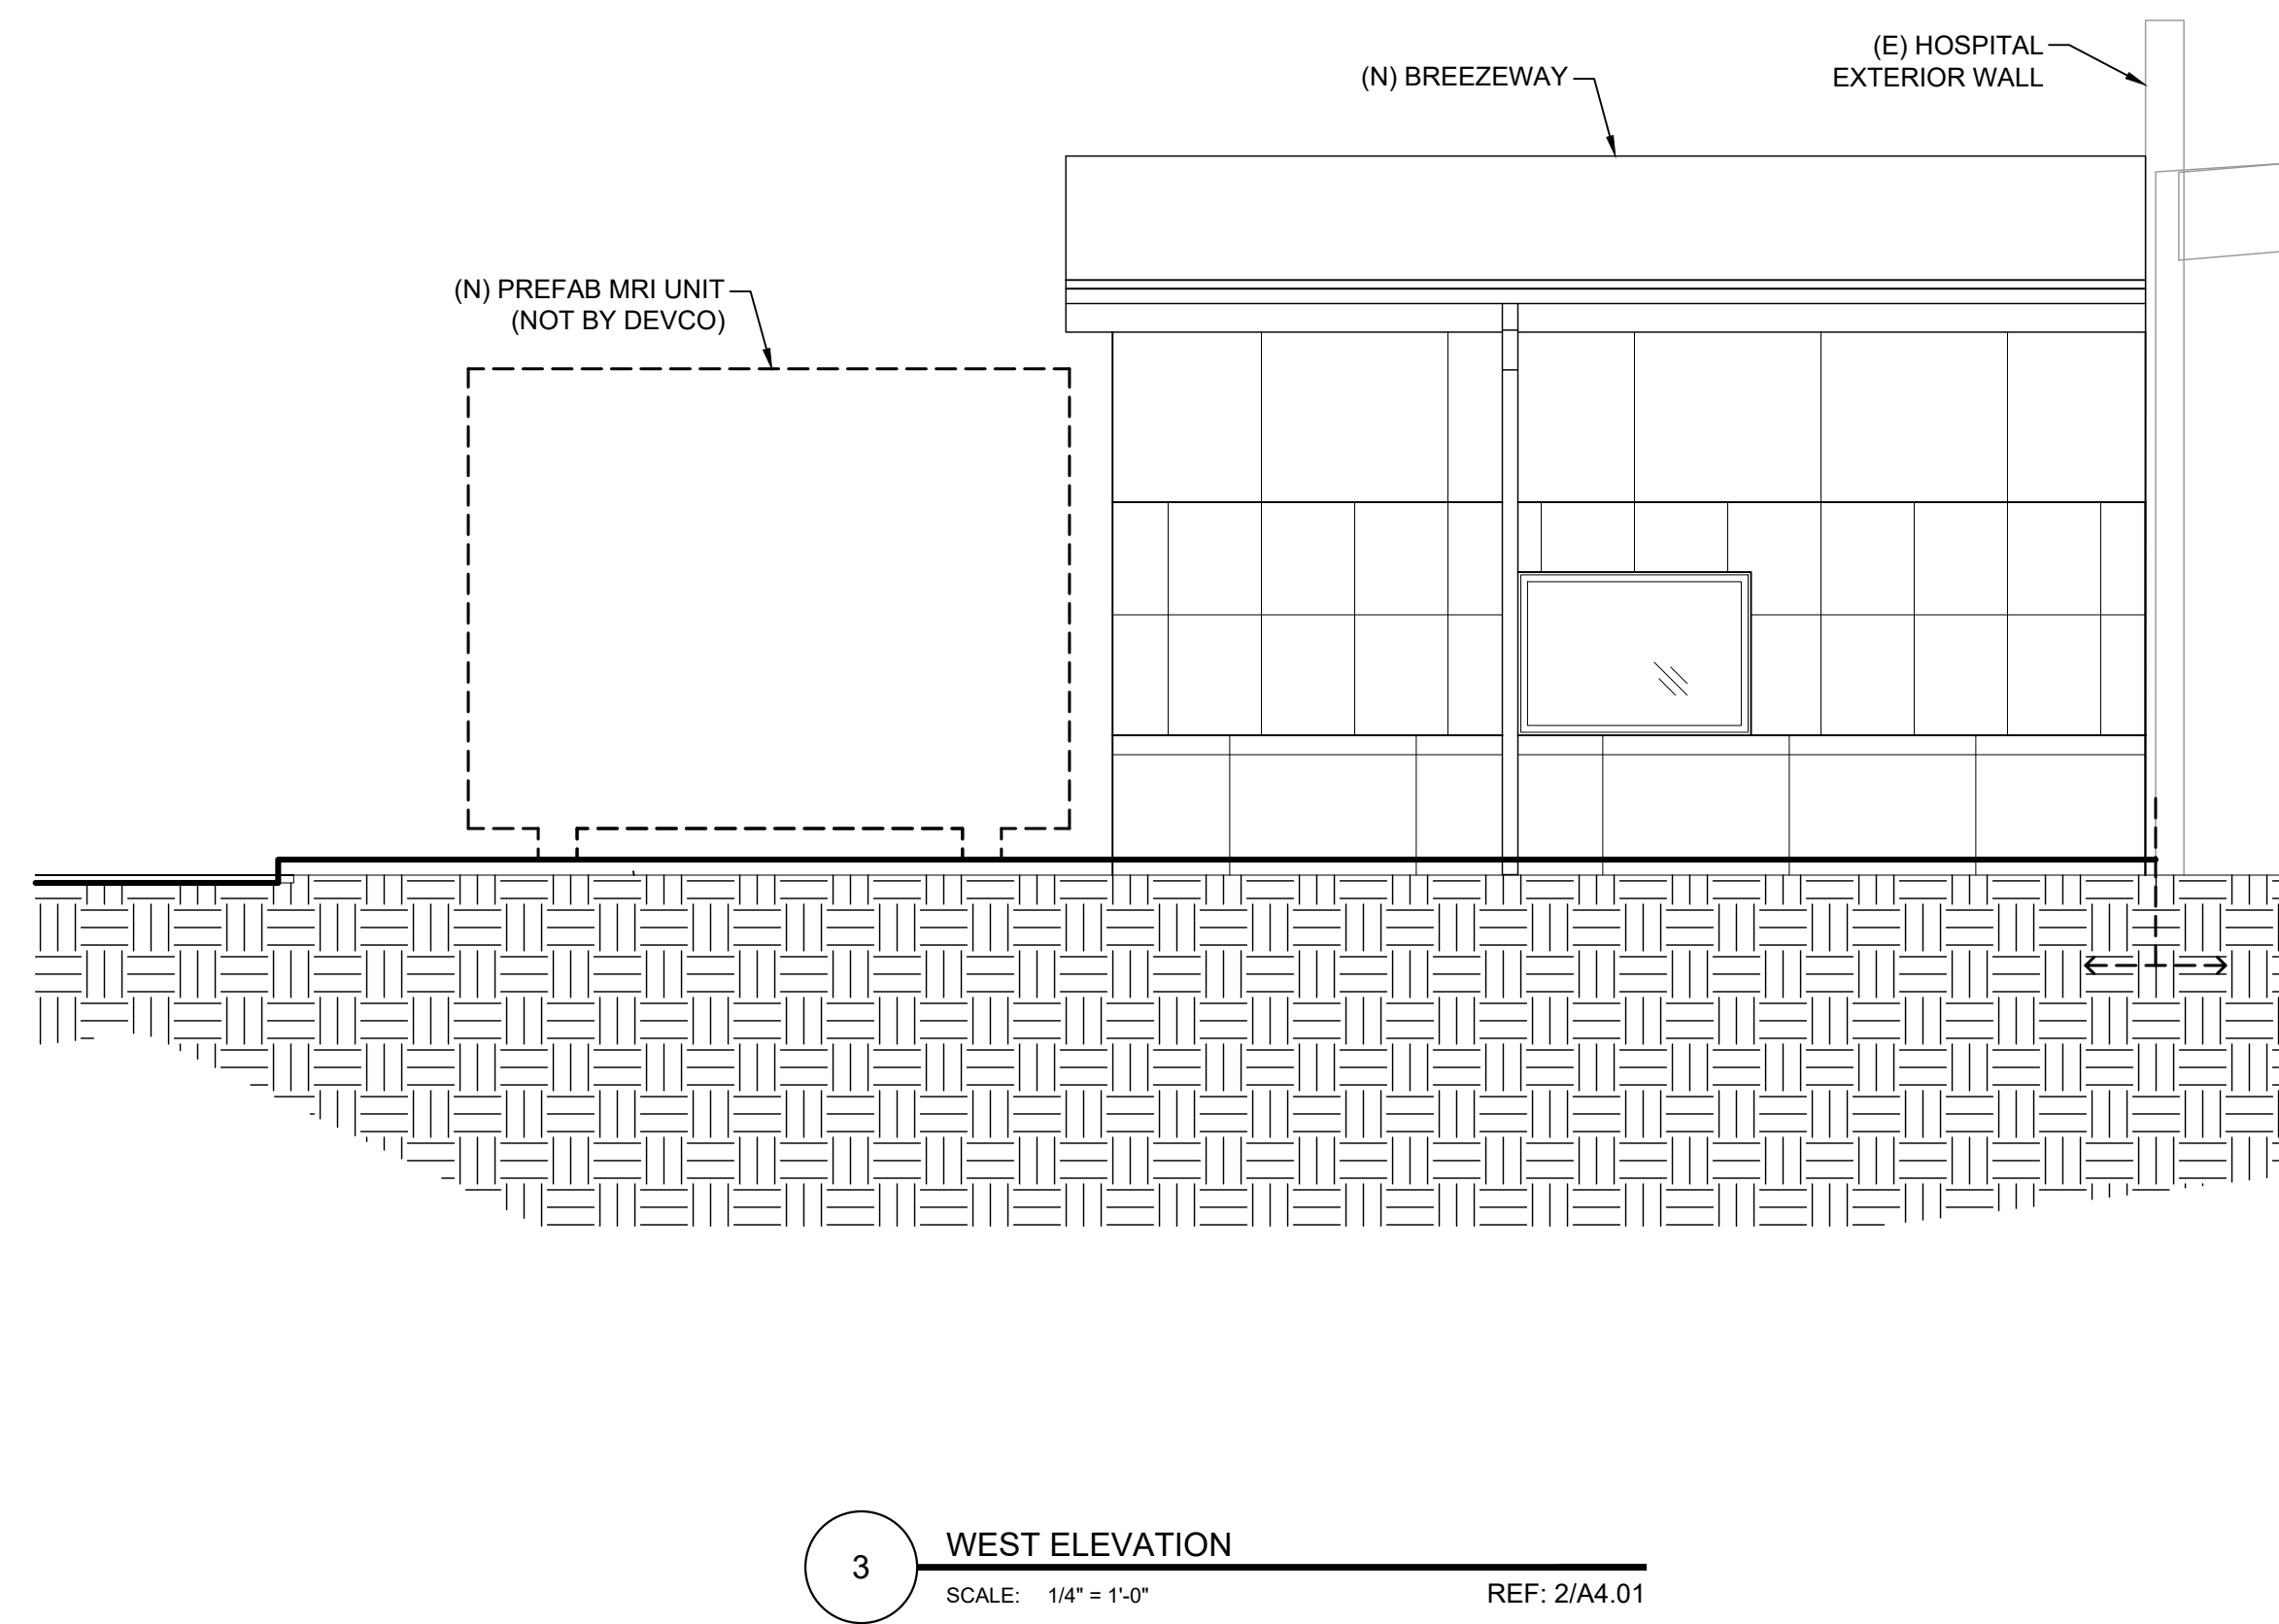 (E) HOSPITAL
EXTERIOR WALL
(N) BREEZEWAY
(N) PREFAB MRI UNIT
(NOT BY DEVCO)
3
WEST ELEVATION
SCALE: 1/4" = 1'-0"
REF: 2/A4.01